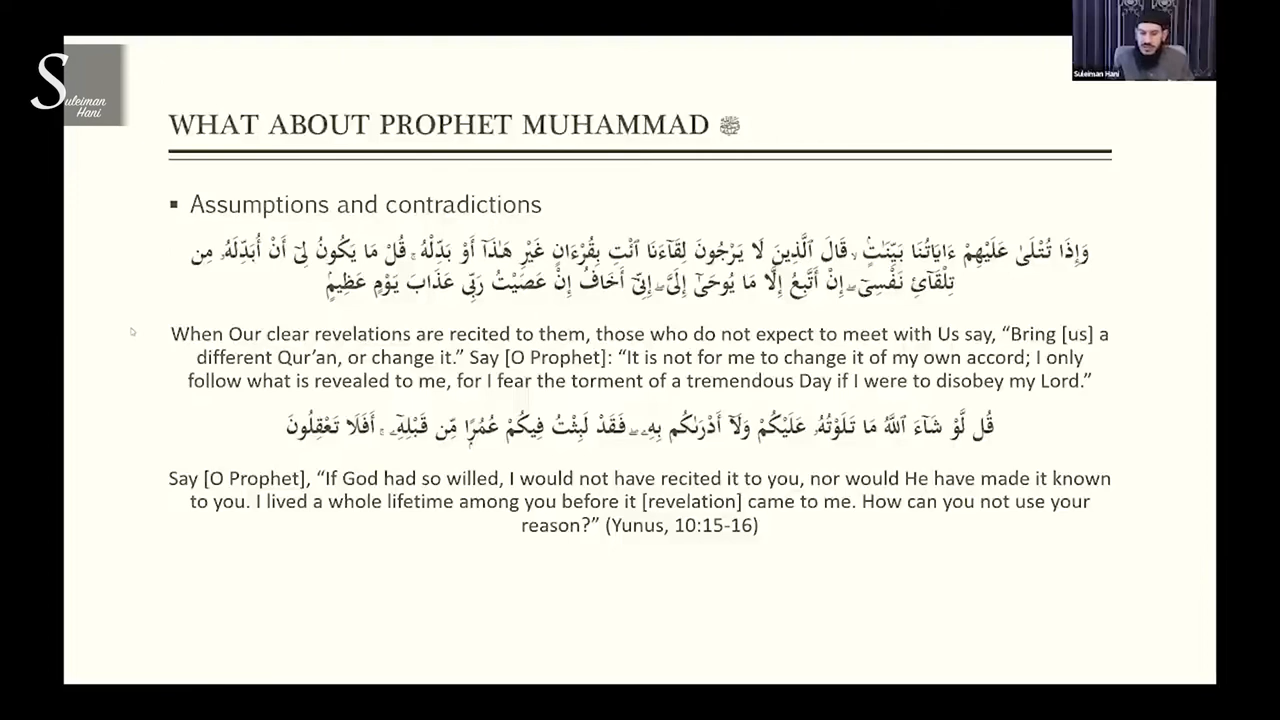 Suleiman
Hani
Suleiman Hani
WHAT ABOUT PROPHET MUHAMMAD ﷺ
▪ Assumptions and contradictions
وَإِذَا تُتْلَىٰ عَلَيْهِمْ ءَايَاتُنَا بَيِّنَـٰتٍۢ ۙ قَالَ ٱلَّذِينَ لَا يَرْجُونَ لِقَآءَنَا ٱئْتِ بِقُرْءَانٍ غَيْرِ هَـٰذَآ أَوْ بَدِّلْهُ ۚ قُلْ مَا يَكُونُ لِىٓ أَنْ أُبَدِّلَهُۥ مِن
تِلْقَآئِ نَفْسِىٓ ۖ إِنْ أَتَّبِعُ إِلَّا مَا يُوحَىٰٓ إِلَىَّ ۖ إِنِّىٓ أَخَافُ إِنْ عَصَيْتُ رَبِّى عَذَابَ يَوْمٍ عَظِيمٍۢ
When Our clear revelations are recited to them, those who do not expect to meet with Us say, “Bring [us] a
different Qur’an, or change it.” Say [O Prophet]: “It is not for me to change it of my own accord; I only
follow what is revealed to me, for I fear the torment of a tremendous Day if I were to disobey my Lord.”
قُل لَّوْ شَآءَ ٱللَّهُ مَا تَلَوْتُهُۥ عَلَيْكُمْ وَلَآ أَدْرَىٰكُم بِهِۦ ۖ فَقَدْ لَبِثْتُ فِيكُمْ عُمُرًۭا مِّن قَبْلِهِۦٓ ۚ أَفَلَا تَعْقِلُونَ
Say [O Prophet], “If God had so willed, I would not have recited it to you, nor would He have made it known
to you. I lived a whole lifetime among you before it [revelation] came to me. How can you not use your
reason?” (Yunus, 10:15-16)